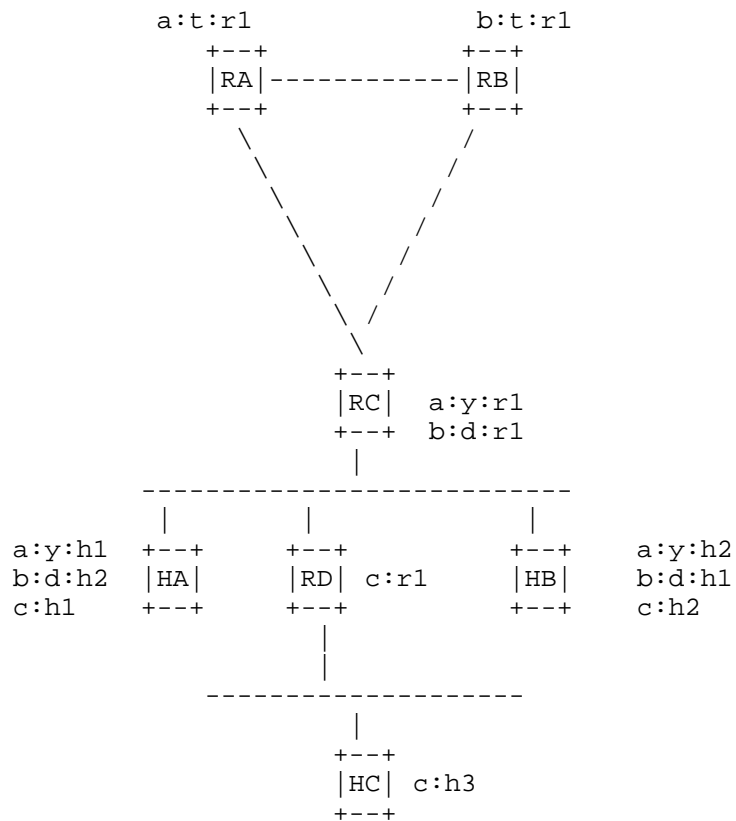 a:t:r1 b:t:r1
RA RB
RC a:y:r1
b:d:r1
a:y:h1 a:y:h2
b:d:h2 HA RD c:r1 HB b:d:h1
c:h1 c:h2
HC c:h3